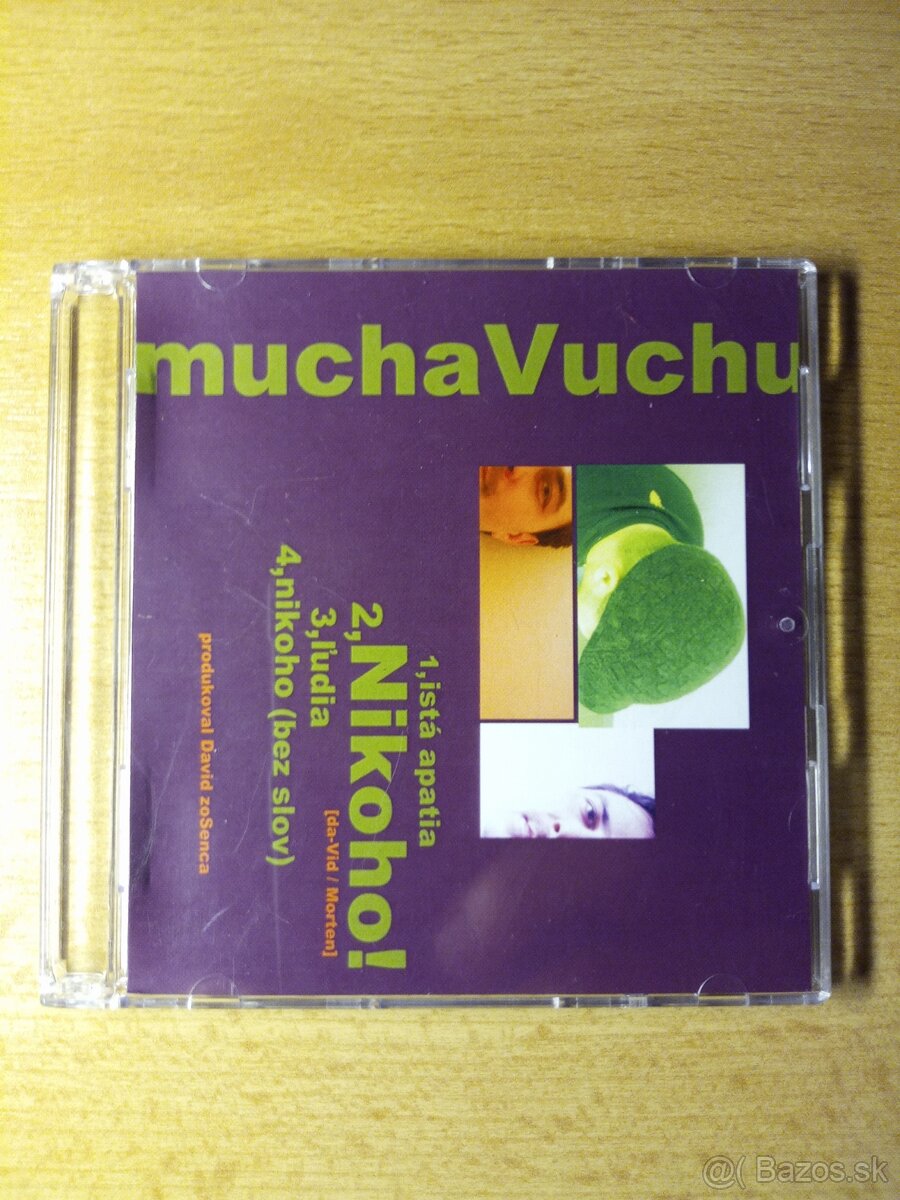 muchaVuchu
1,istá apatia
2,Nikoho!
[da-Vid / Morten]
3,ľudia
4,nikoho (bez slov)
produkoval David zoSenca
@( Bazos.sk